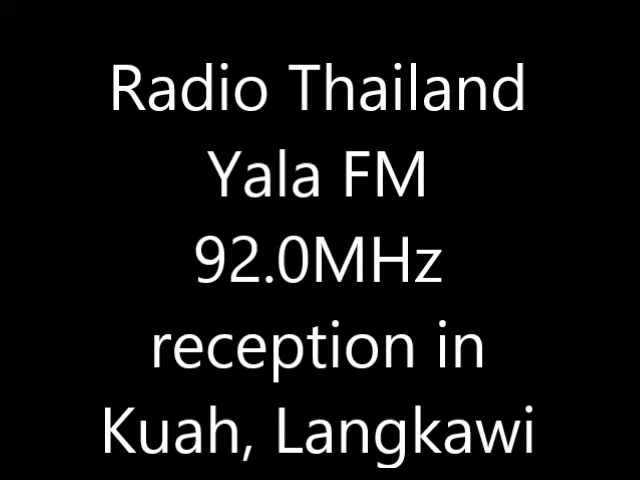 Radio Thailand
Yala FM
92.0MHz
reception in
Kuah, Langkawi